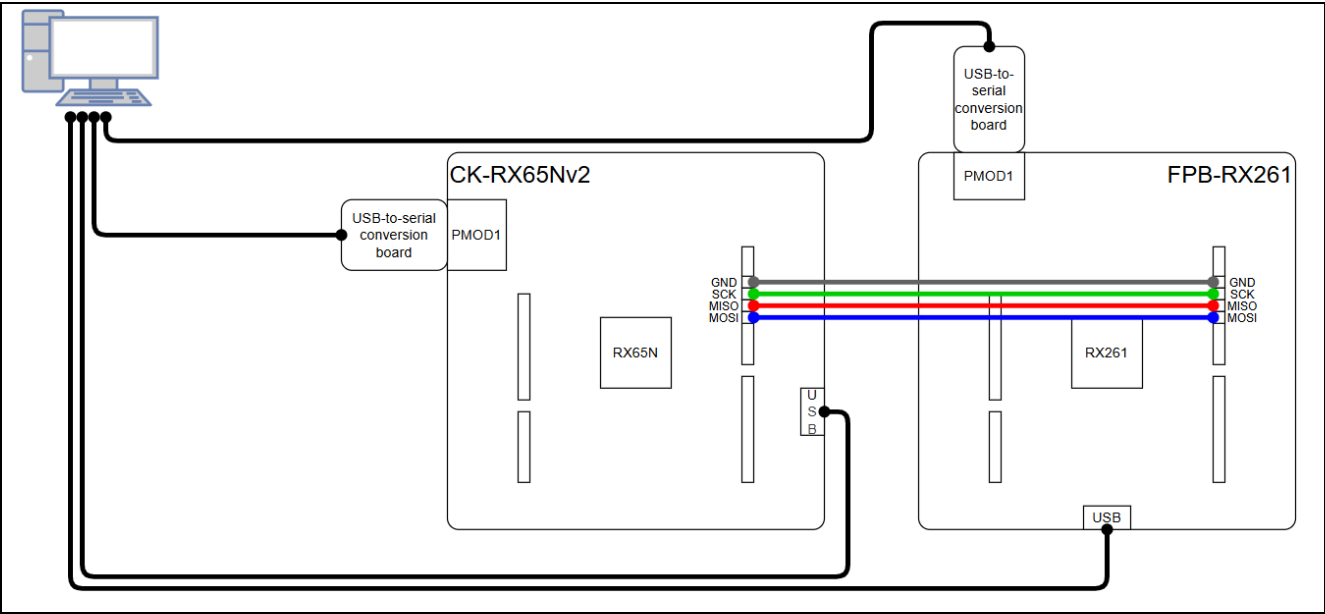 USB-to-
serial
conversion
board
CK-RX65Nv2
PMOD1
FPB-RX261
USB-to-serial
conversion
board
PMOD1
GND
SCK
MISO
MOSI
GND
SCK
MISO
MOSI
RX65N
RX261
U
S
B
USB